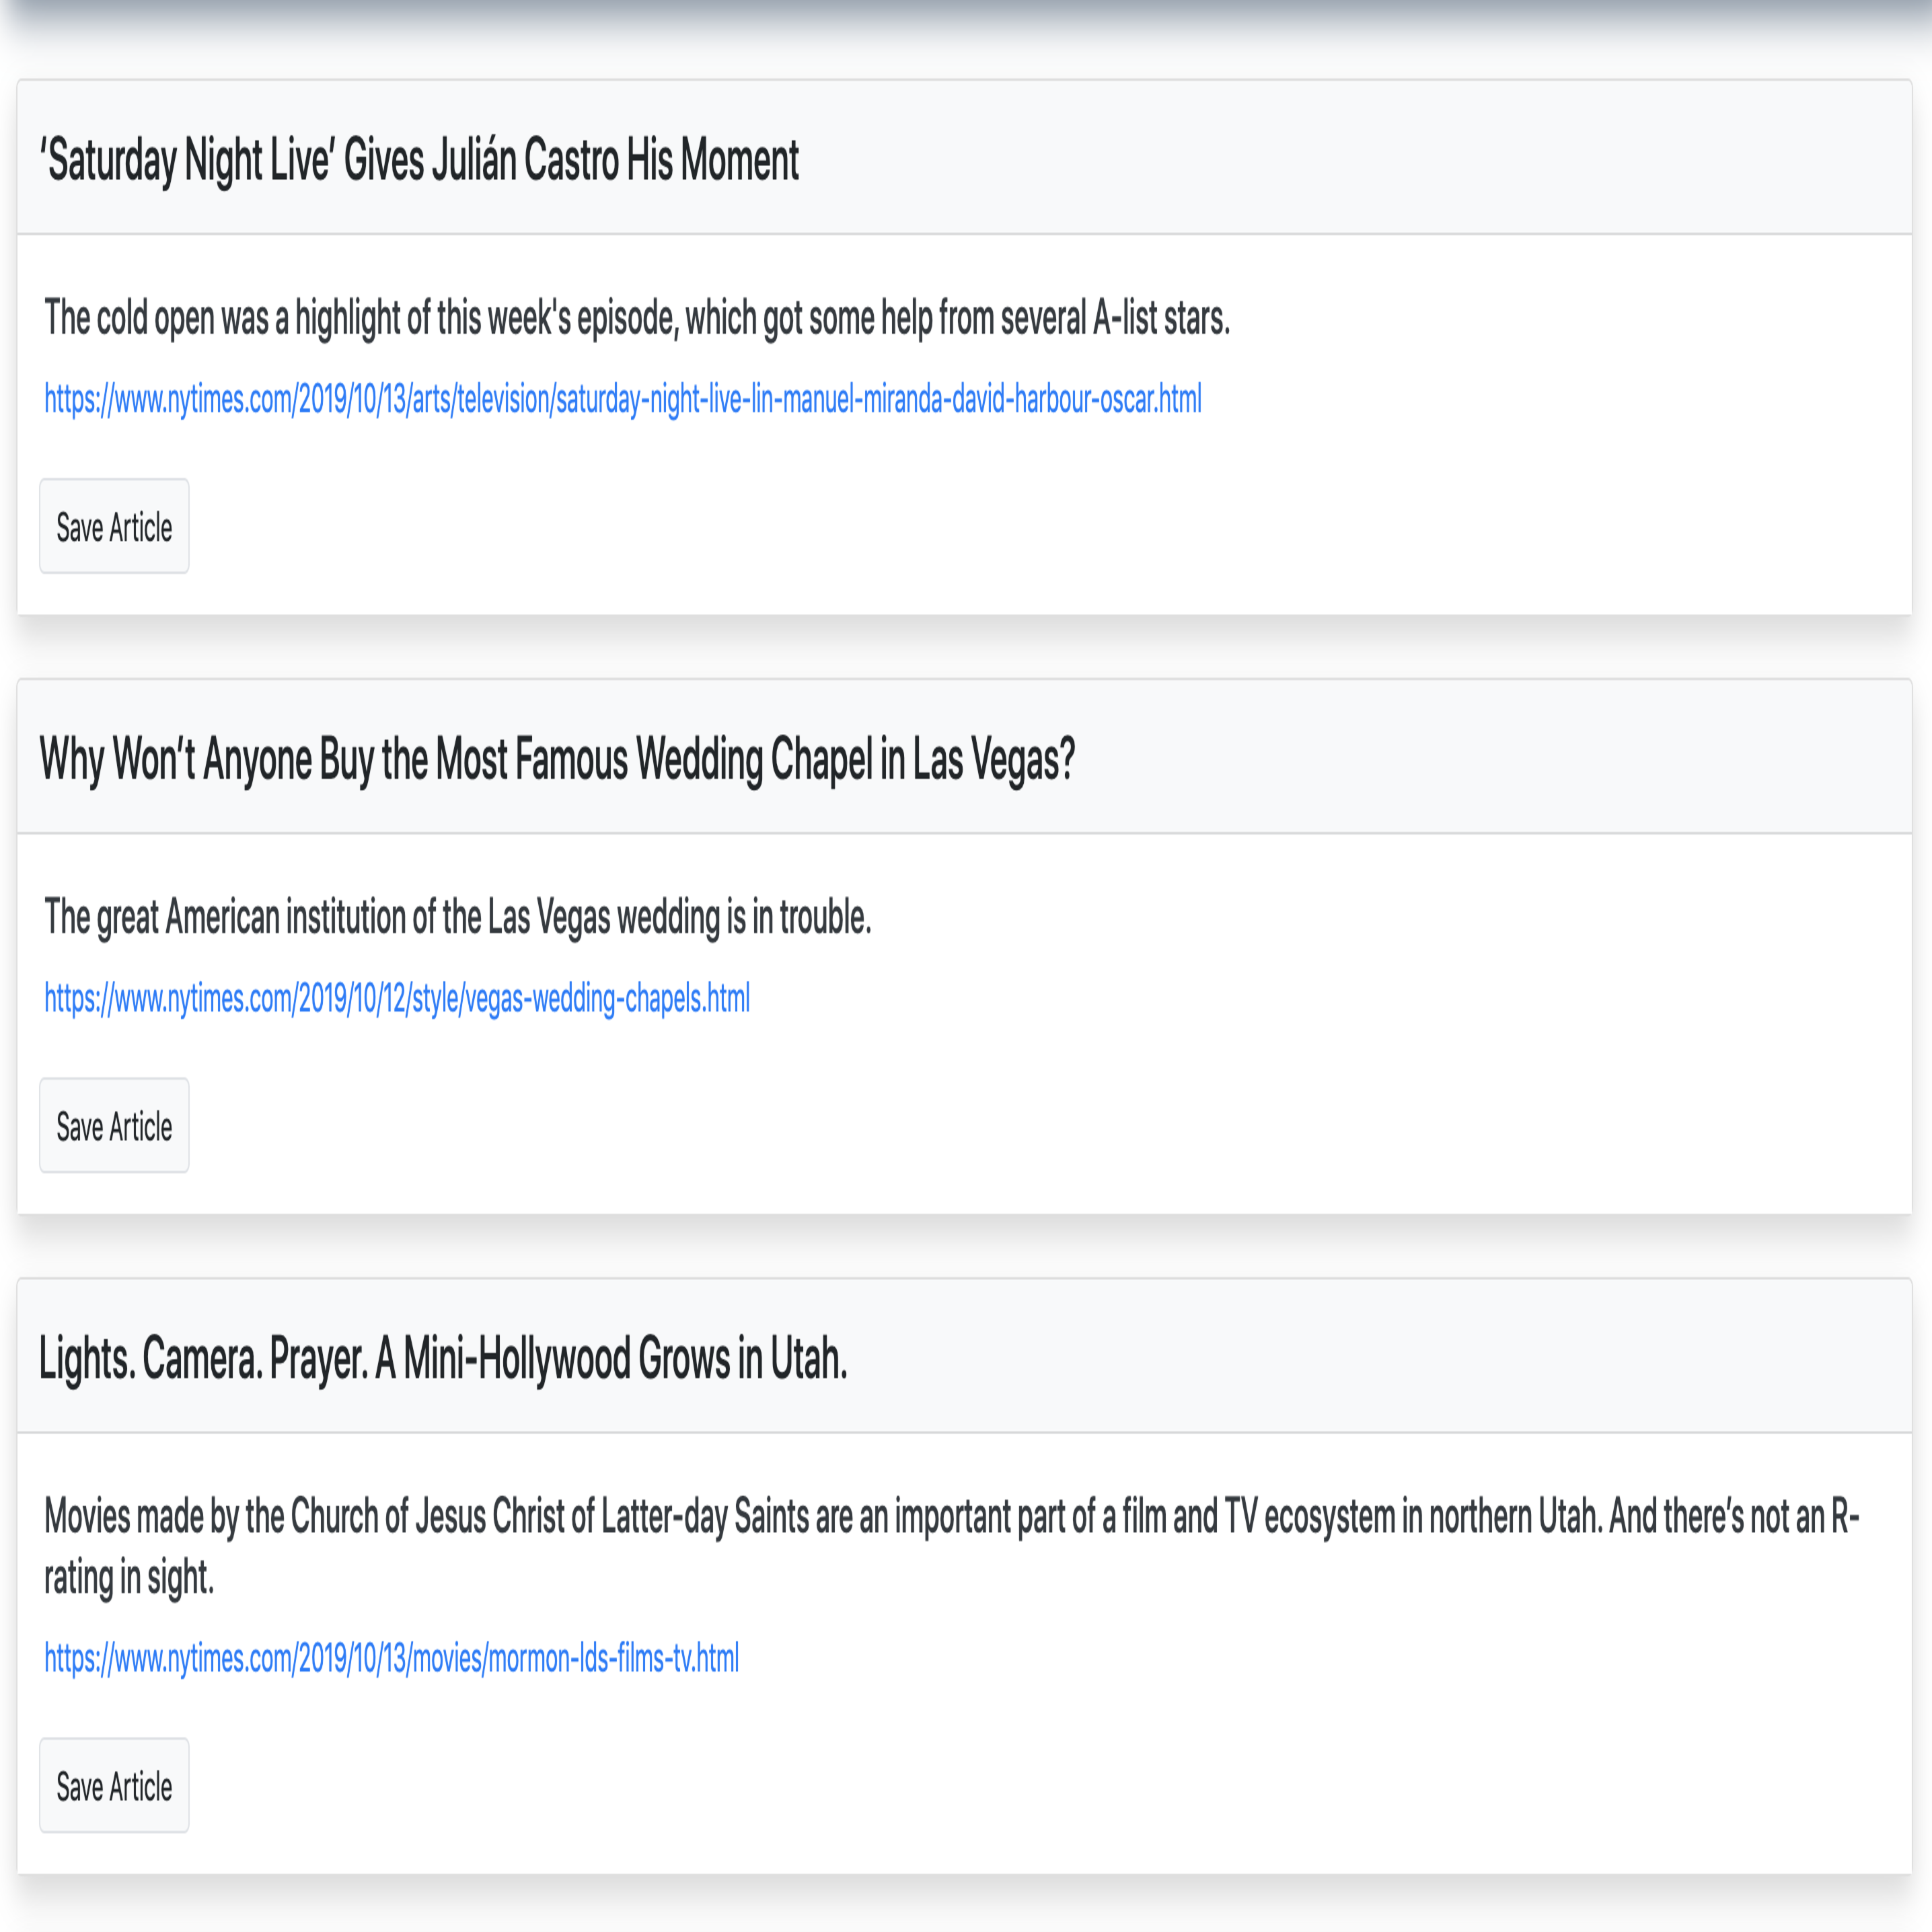 ‘Saturday Night Live’ Gives Julián Castro His Moment
The cold open was a highlight of this week's episode, which got some help from several A-list stars.
https://www.nytimes.com/2019/10/13/arts/television/saturday-night-live-lin-manuel-miranda-david-harbour-oscar.html
Save Article
Why Won’t Anyone Buy the Most Famous Wedding Chapel in Las Vegas?
The great American institution of the Las Vegas wedding is in trouble.
https://www.nytimes.com/2019/10/12/style/vegas-wedding-chapels.html
Save Article
Lights. Camera. Prayer. A Mini-Hollywood Grows in Utah.
Movies made by the Church of Jesus Christ of Latter-day Saints are an important part of a film and TV ecosystem in northern Utah. And there’s not an R-
rating in sight.
https://www.nytimes.com/2019/10/13/movies/mormon-lds-films-tv.html
Save Article